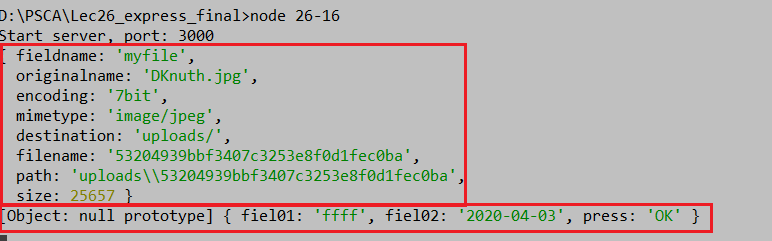 D:\PSCA\Lec26_express_final>node 26-16
Start server, port: 3000
{ fieldname: 'myfile',
originalname: 'DKnuth.jpg',
encoding: '7bit',
mimetype: 'image/jpeg',
destination: 'uploads/',
filename: '53204939bbf3407c3253e8f0d1fec0ba',
path: 'uploads\\53204939bbf3407c3253e8f0d1fec0ba',
size: 25657 }
[Object: null prototype] { fiel01: 'ffff', fiel02: '2020-04-03', press: 'OK' }